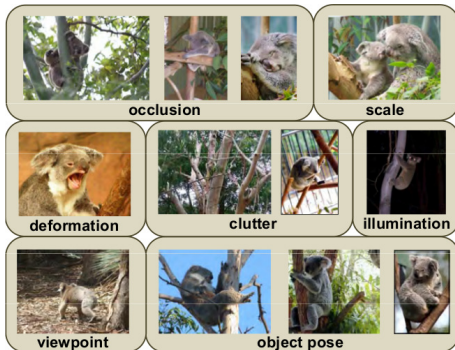 occlusion
scale
deformation
clutter
illumination
viewpoint
object pose